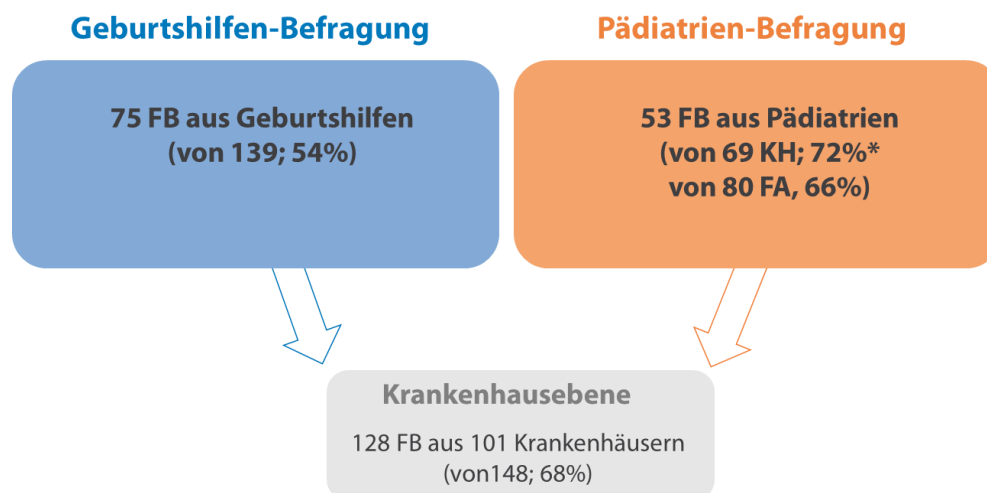 Geburtshilfen-Befragung
75 FB aus Geburtshilfen
(von 139; 54%)
Pädiatrien-Befragung
53 FB aus Pädiatrien
(von 69 KH; 72%*
von 80 FA, 66%)
Krankenhausebene
128 FB aus 101 Krankenhäusern
(von148; 68%)